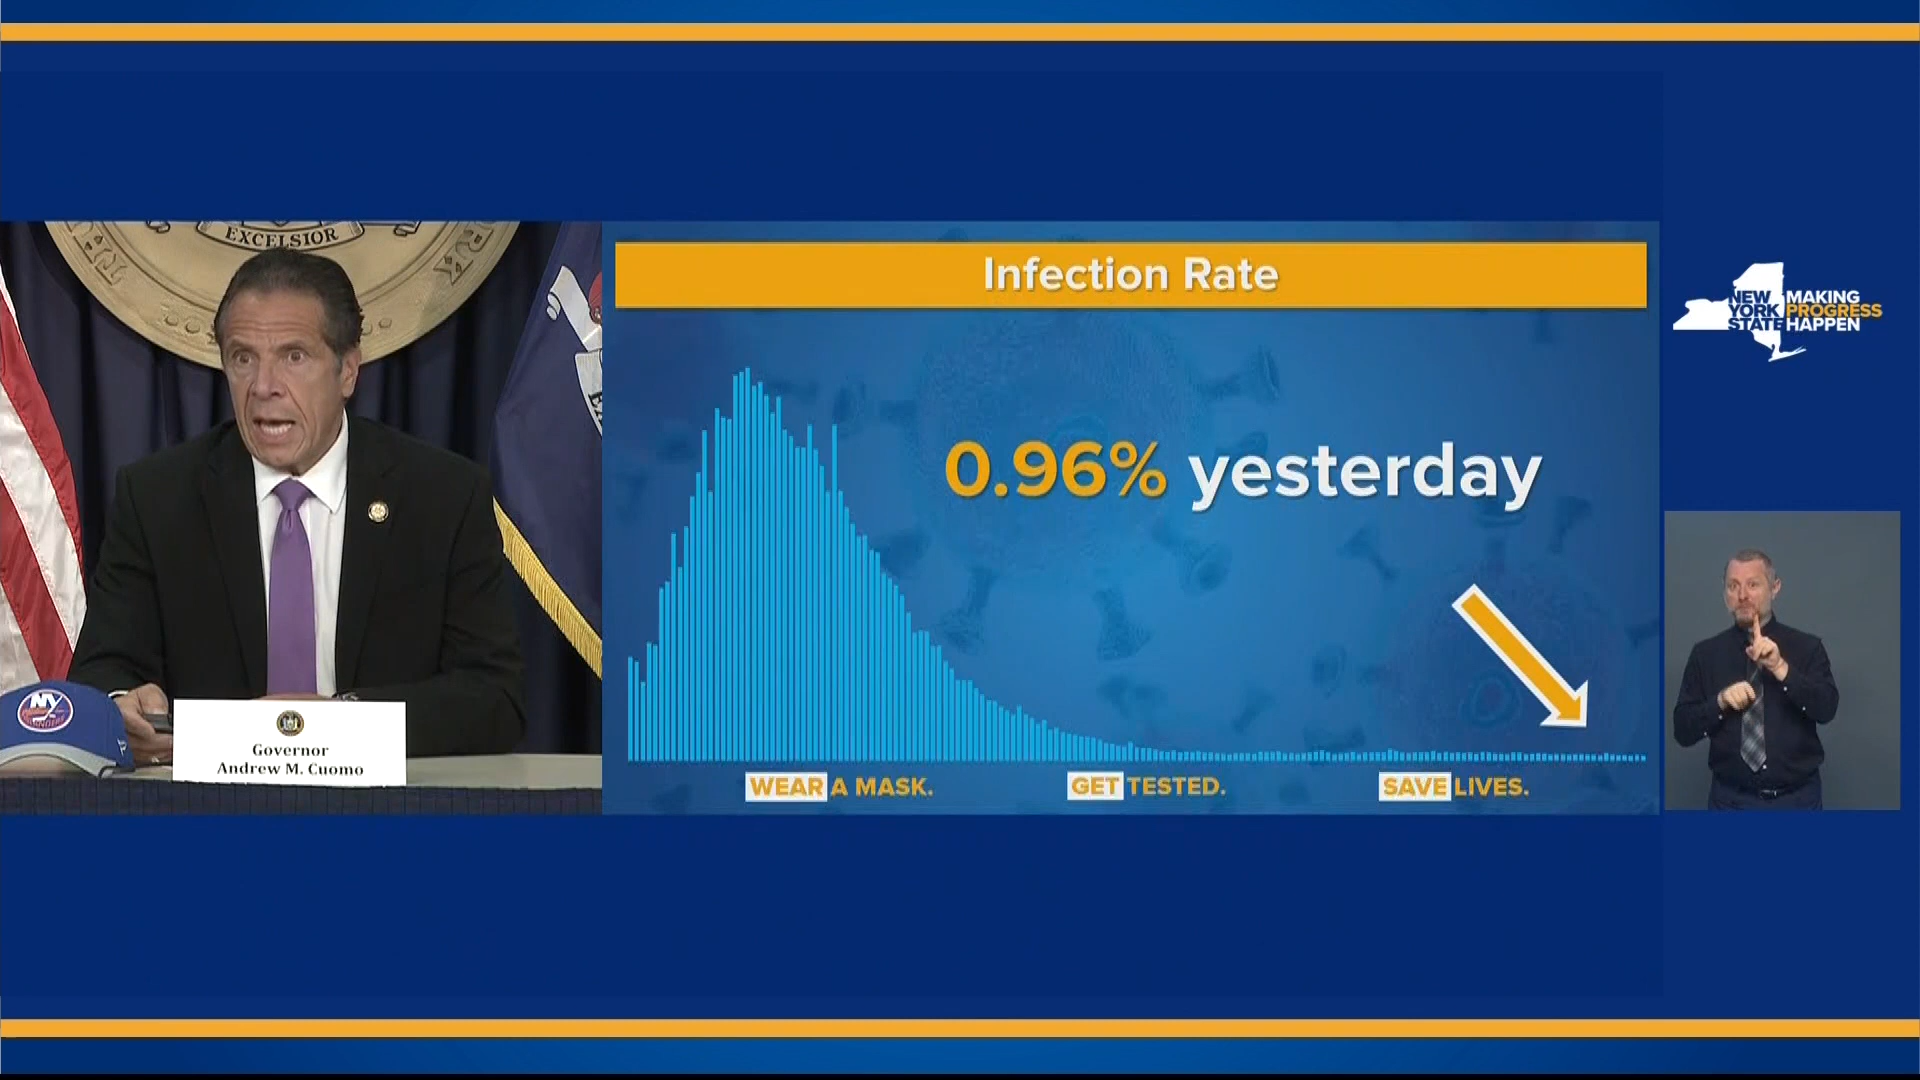 EXCELSIOR
Infection Rate
0.96% yesterday
WEAR A MASK.
GET TESTED.
SAVE LIVES.
Governor
Andrew M. Cuomo
NY
NEW
YORK
STATE
MAKING
PROGRESS
HAPPEN